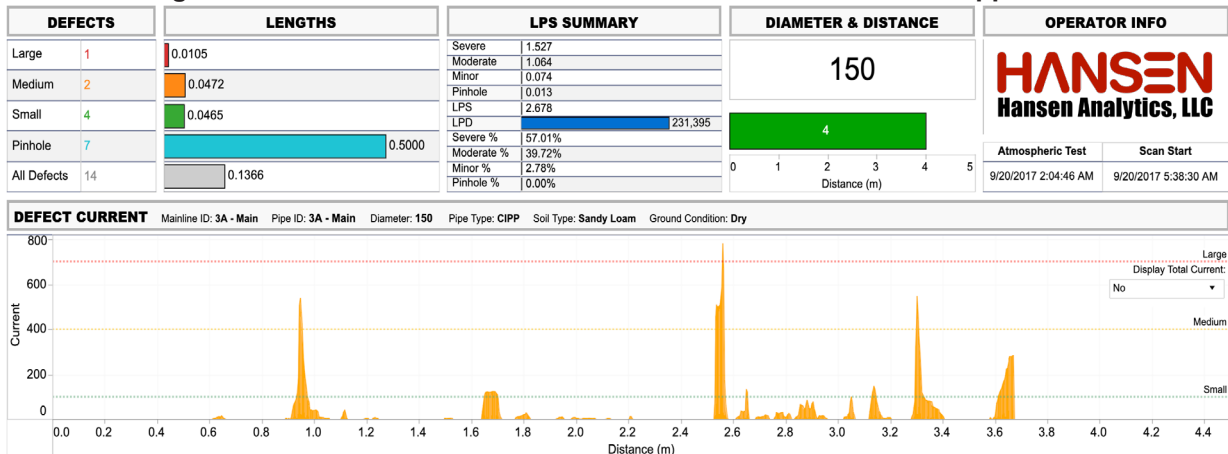 DEFECTS
Large 1
Medium 2
Small 4
Pinhole 7
All Defects 14
LENGTHS
0.0105
0.0472
0.0465
0.5000
0.1366
LPS SUMMARY
Severe 1.527
Moderate 1.064
Minor 0.074
Pinhole 0.013
LPS 2.678
LPD 231,395
Severe % 57.01%
Moderate % 39.72%
Minor % 2.78%
Pinhole % 0.00%
DIAMETER & DISTANCE
150
4
0 1 2 3 4 5
Distance (m)
OPERATOR INFO
HANSEN
Hansen Analytics, LLC
Atmospheric Test Scan Start
9/20/2017 2:04:46 AM 9/20/2017 5:38:30 AM
DEFECT CURRENT Mainline ID: 3A - Main Pipe ID: 3A - Main Diameter: 150 Pipe Type: CIPP Soil Type: Sandy Loam Ground Condition: Dry
800
Large
Display Total Current:
No
600
Current
400
Medium
200
Small
0
0.0 0.2 0.4 0.6 0.8 1.0 1.2 1.4 1.6 1.8 2.0 2.2 2.4 2.6 2.8 3.0 3.2 3.4 3.6 3.8 4.0 4.2 4.4
Distance (m)